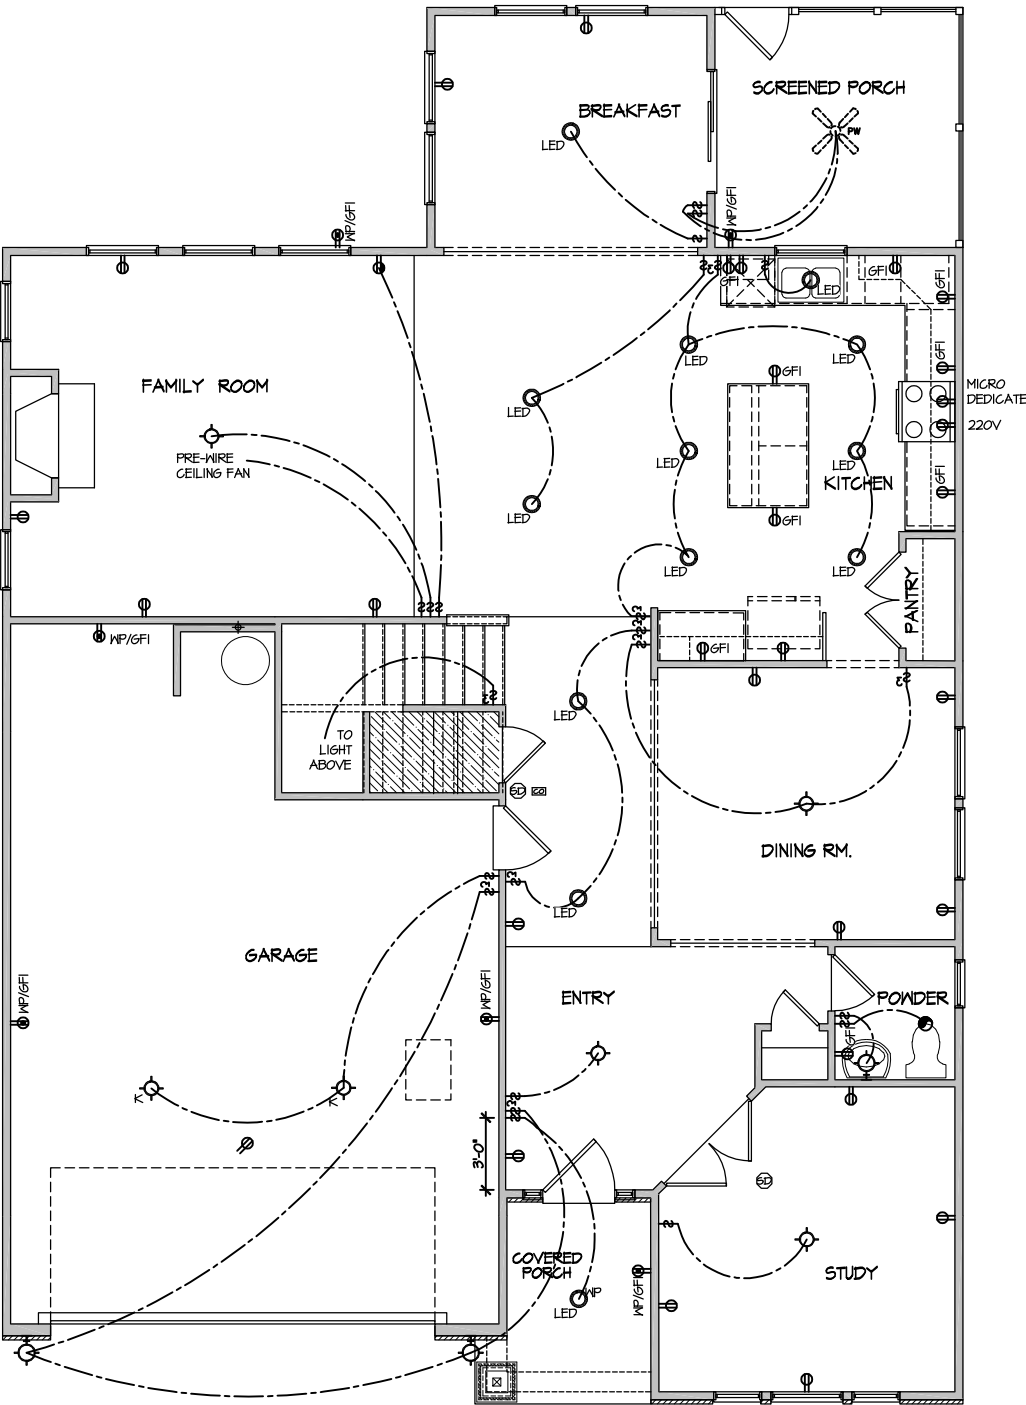 SCREENED PORCH
BREAKFAST
PW
LED
WP/GFI
WP/GFI
GFI
LED
GFI
GFI
LED
LED
GFI
GFI
MICRO
DEDICATE
220V
FAMILY ROOM
LED
PRE-WIRE
CEILING FAN
LED
LED
KITCHEN
GFI
LED
GFI
LED
LED
PANTRY
WP/GFI
GFI
LED
TO
LIGHT
ABOVE
SD
CO
DINING RM.
LED
GARAGE
WP/GFI
WP/GFI
ENTRY
POWDER
GFI
K
K
3'-0"
SD
COVERED
PORCH
WP/GFI
WP
LED
STUDY